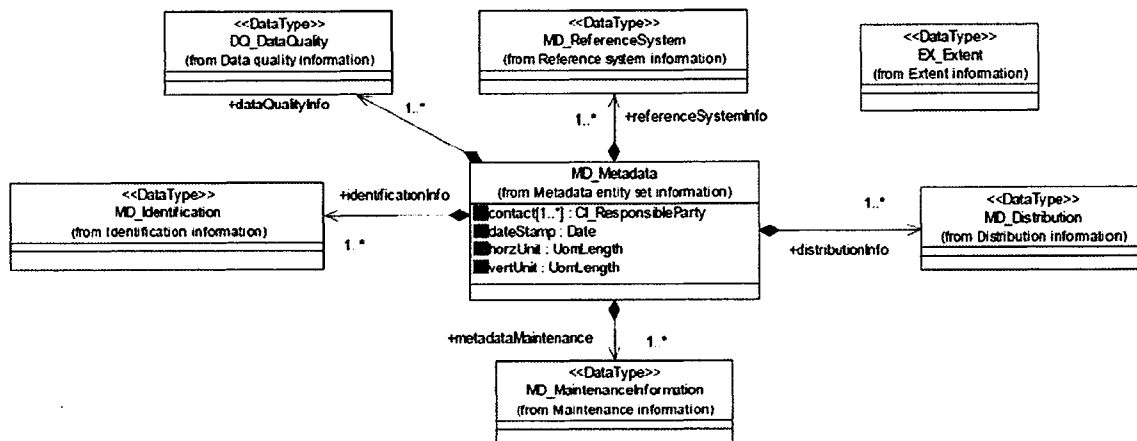 <<DataType>>
DQ_DataQuality
(from Data quality information)
<<DataType>>
MD_ReferenceSystem
(from Reference system information)
<<DataType>>
EX_Extent
(from Extent information)
+dataQualityInfo
1..*
1..*
+referenceSystemInfo
<<DataType>>
MD_Identification
(from Identification information)
+identificationInfo
1..*
MD_Metadata
(from Metadata entity set information)
contact[1..*] : CI_ResponsibleParty
dateStamp : Date
horzUnit : UomLength
vertUnit : UomLength
1..*
+distributionInfo
<<DataType>>
MD_Distribution
(from Distribution information)
+metadataMaintenance
1..*
<<DataType>>
MD_MaintenanceInformation
(from Maintenance information)